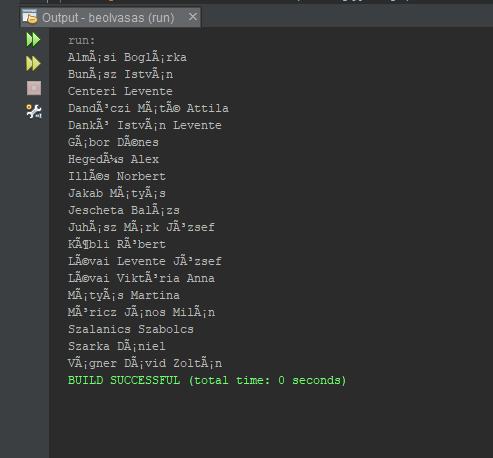 Output - beolvasas (run)
run:
AlmÃ¡si BoglÃ¡rka
BunÃ¡sz IstvÃ¡n
Centeri Levente
DandÃ³czi MÃ¡tÃ© Attila
DankÃ³ IstvÃ¡n Levente
GÃ¡bor DÃ©nes
HegedÃ¼s Alex
IllÃ©s Norbert
Jakab MÃ¡tyÃ¡s
Jescheta BalÃ¡zs
JuhÃ¡sz MÃ¡rk JÃ³zsef
KÃ¶bli RÃ³bert
LÃ©vai Levente JÃ³zsef
LÃ©vai ViktÃ³ria Anna
MÃ¡tyÃ¡s Martina
MÃ³ricz JÃ¡nos MilÃ¡n
Szalanics Szabolcs
Szarka DÃ¡niel
VÃ¡gner DÃ¡vid ZoltÃ¡n
BUILD SUCCESSFUL (total time: 0 seconds)